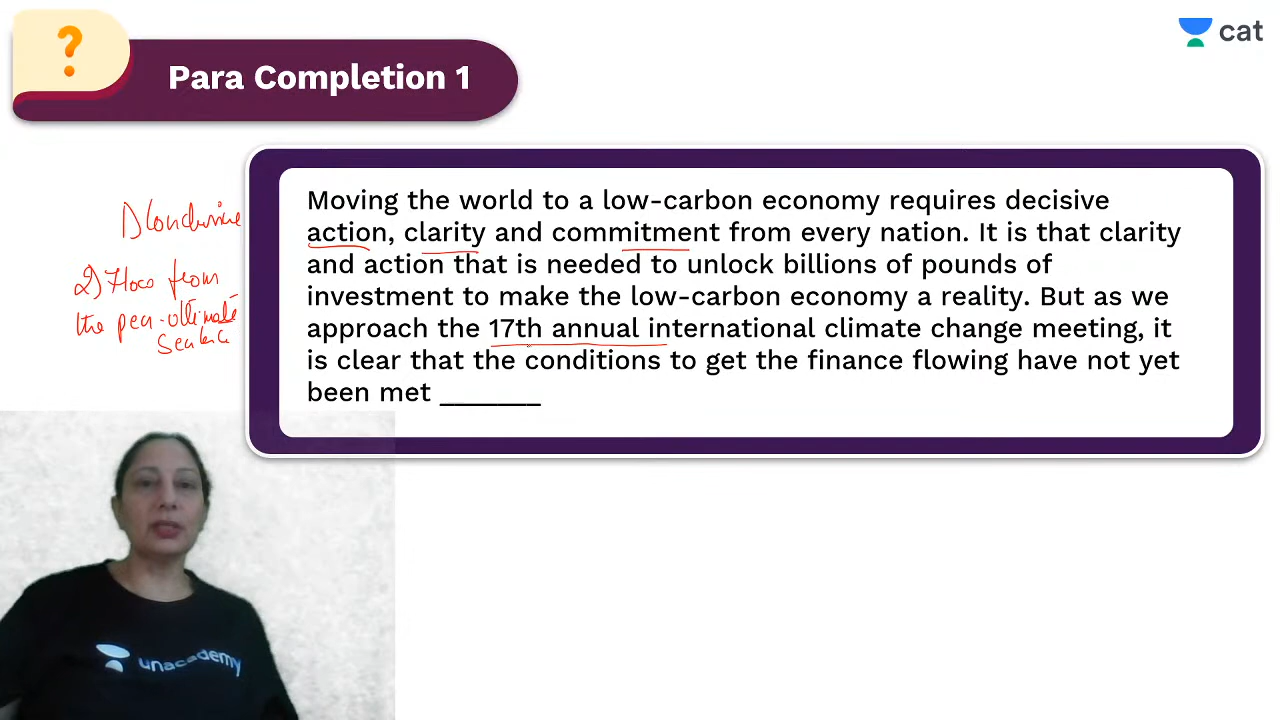 ?
cat
Para Completion 1
1) Conclusive
2) Flow from
the pen-ultimate
sentence
Moving the world to a low-carbon economy requires decisive
action, clarity and commitment from every nation. It is that clarity
and action that is needed to unlock billions of pounds of
investment to make the low-carbon economy a reality. But as we
approach the 17th annual international climate change meeting, it
is clear that the conditions to get the finance flowing have not yet
been met _______
unacademy